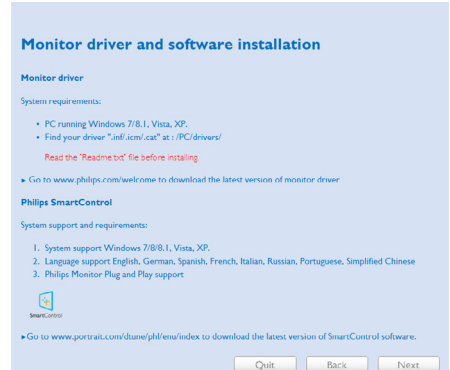 Monitor driver and software installation
Monitor driver
System requirements:
• PC running Windows 7/8.1, Vista, XP.
• Find your driver ".inf/.icm/.cat" at : /PC/drivers/
Read the "Readme.txt" file before installing.
▸ Go to www.philips.com/welcome to download the latest version of monitor driver
Philips SmartControl
System support and requirements:
1. System support Windows 7/8/8.1, Vista, XP.
2. Language support English, German, Spanish, French, Italian, Russian, Portuguese, Simplified Chinese
3. Philips Monitor Plug and Play support
SmartControl
▸Go to www.portrait.com/dtune/phl/enu/index to download the latest version of SmartControl software.
Quit Back Next